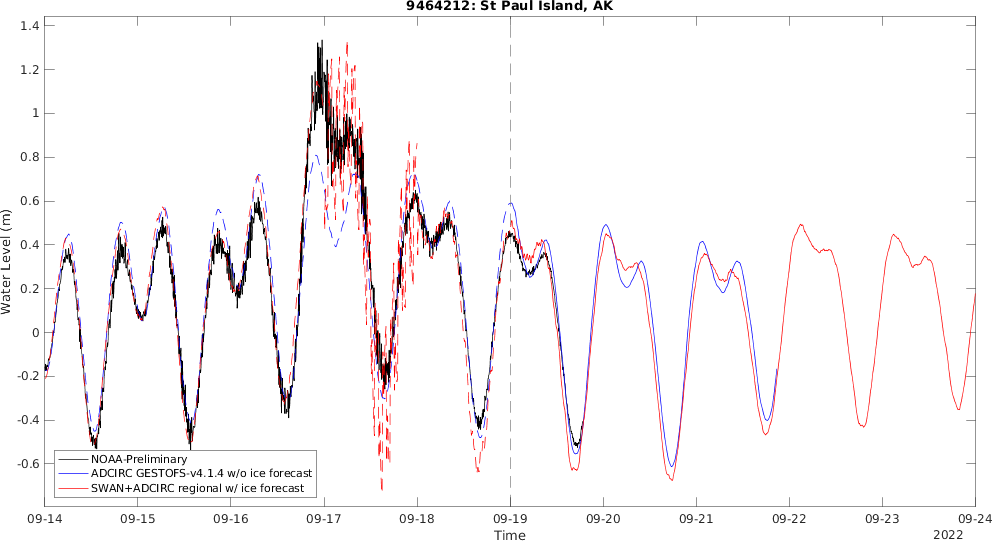 9464212: St Paul Island, AK
Water Level (m)
1.4
1.2
1
0.8
0.6
0.4
0.2
0
-0.2
-0.4
-0.6
NOAA-Preliminary
ADCIRC GESTOFS-v4.1.4 w/o ice forecast
SWAN+ADCIRC regional w/ ice forecast
09-14 09-15 09-16 09-17 09-18 09-19 09-20 09-21 09-22 09-23 09-24
Time
2022